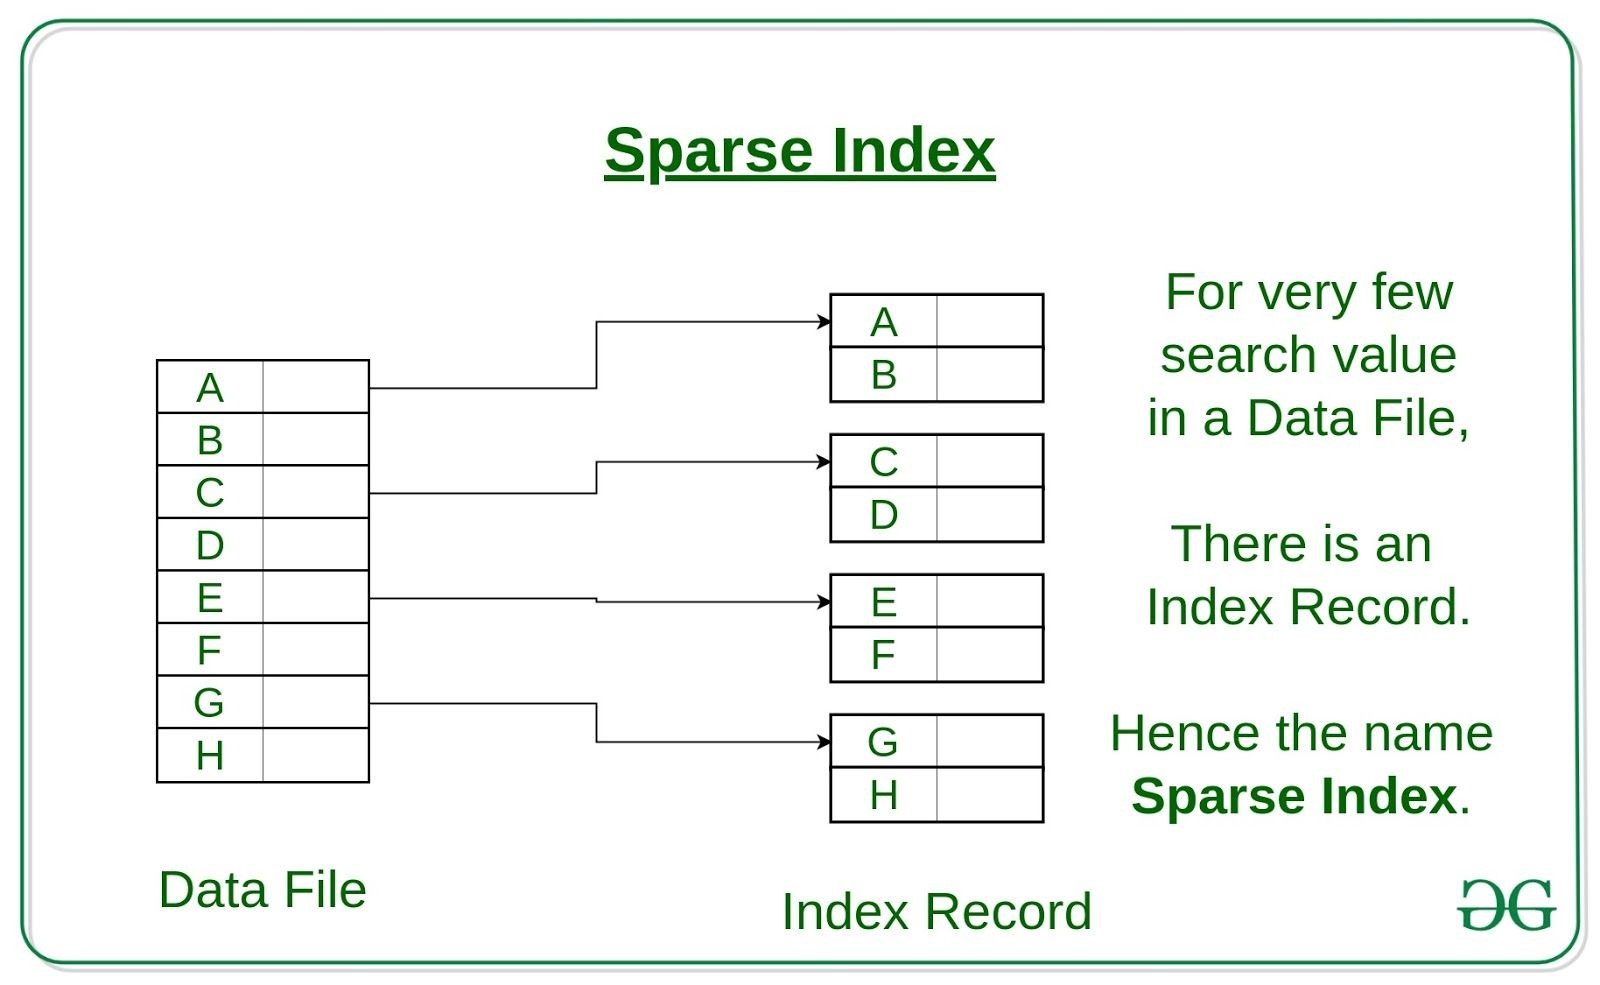 Sparse Index
A
B
C
D
E
F
G
H
Data File
A
B
C
D
E
F
G
H
Index Record
For very few
search value
in a Data File,
There is an
Index Record.
Hence the name
Sparse Index.